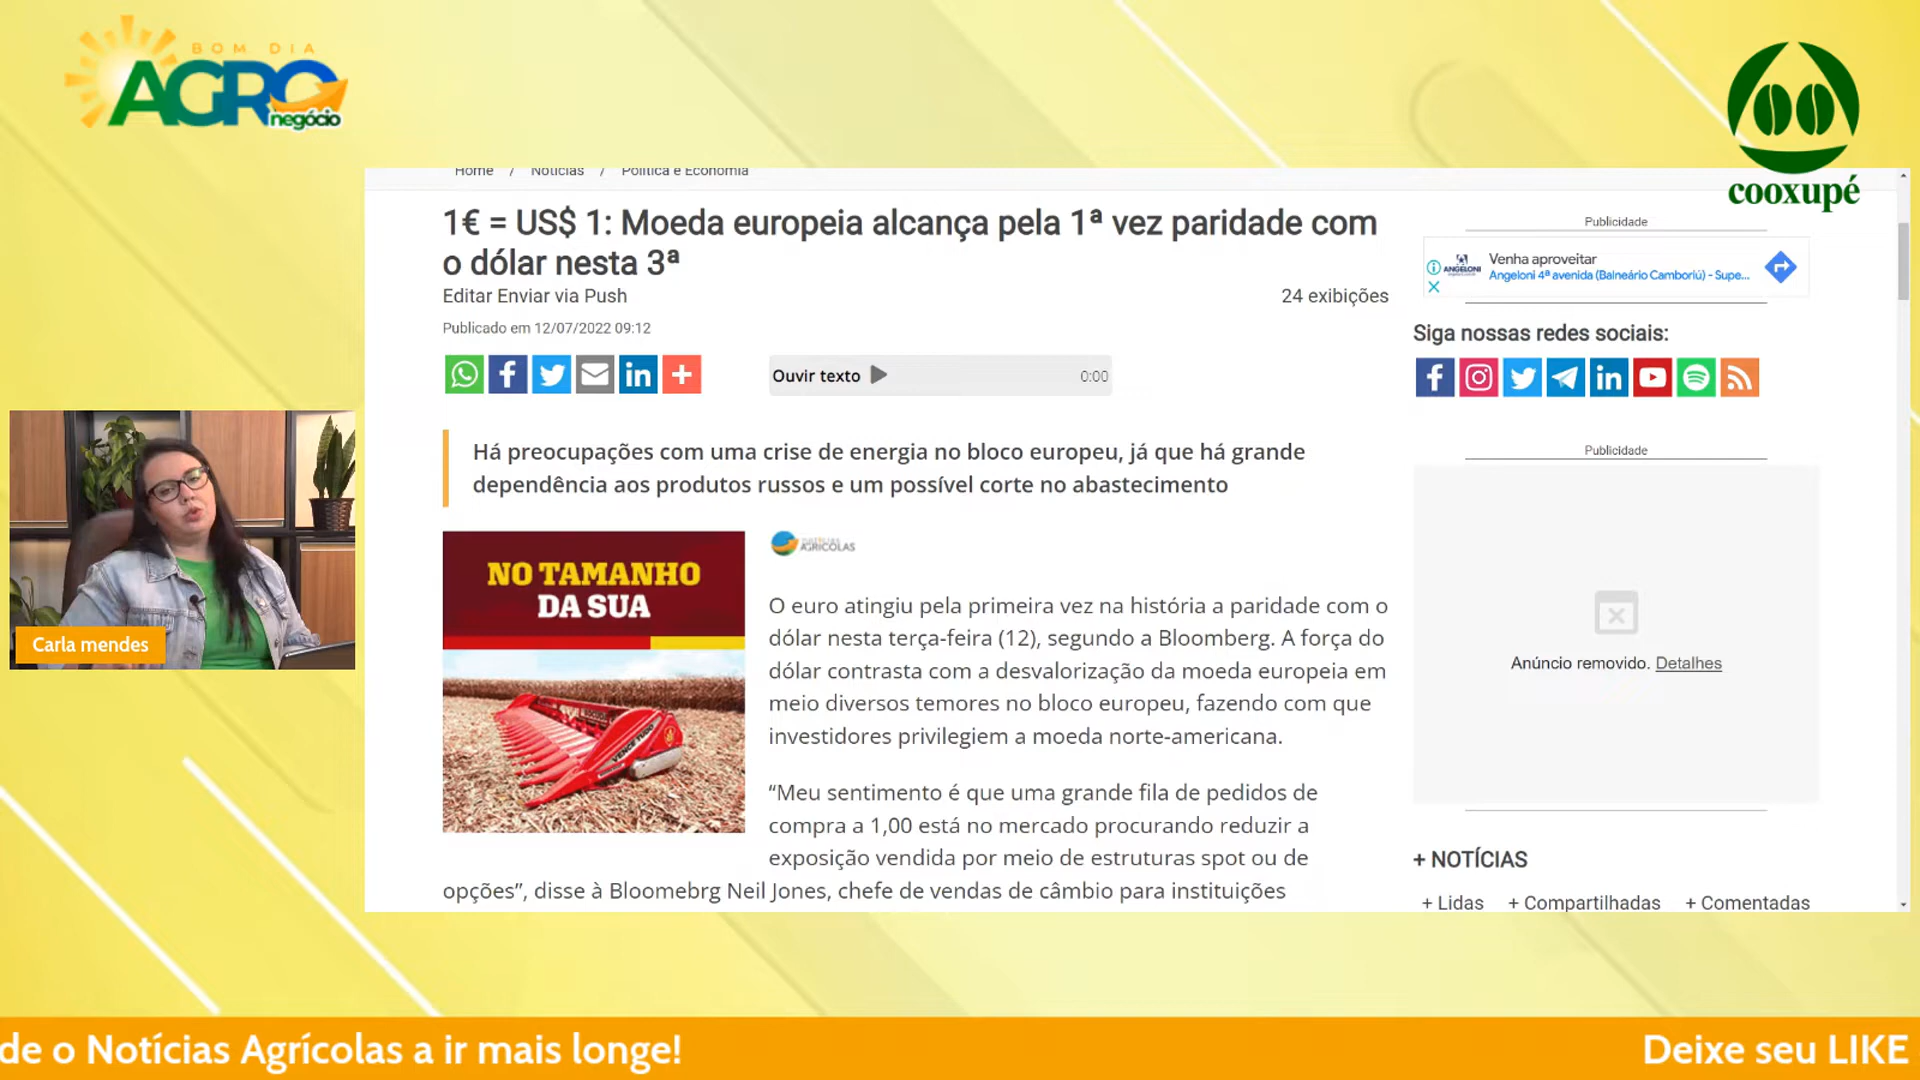 BOM DIA
AGRO
negócio
cooxupé
Home / Notícias / Política e Economia
1€ = US$ 1: Moeda europeia alcança pela 1ª vez paridade com
o dólar nesta 3ª
Editar Enviar via Push
24 exibições
Publicado em 12/07/2022 09:12
Ouvir texto
0:00
Há preocupações com uma crise de energia no bloco europeu, já que há grande
dependência aos produtos russos e um possível corte no abastecimento
NO TAMANHO
DA SUA
VENCE TUDO
NOTÍCIAS
AGRÍCOLAS
O euro atingiu pela primeira vez na história a paridade com o
dólar nesta terça-feira (12), segundo a Bloomberg. A força do
dólar contrasta com a desvalorização da moeda europeia em
meio diversos temores no bloco europeu, fazendo com que
investidores privilegiem a moeda norte-americana.
“Meu sentimento é que uma grande fila de pedidos de
compra a 1,00 está no mercado procurando reduzir a
exposição vendida por meio de estruturas spot ou de
opções”, disse à Bloomebrg Neil Jones, chefe de vendas de câmbio para instituições
Publicidade
ANGELONI
Venha aproveitar
Angeloni 4ª avenida (Balneário Camboriú) - Supe...
Siga nossas redes sociais:
Publicidade
Anúncio removido. Detalhes
+ NOTÍCIAS
+ Lidas + Compartilhadas + Comentadas
Carla mendes
de o Notícias Agrícolas a ir mais longe!
Deixe seu LIKE